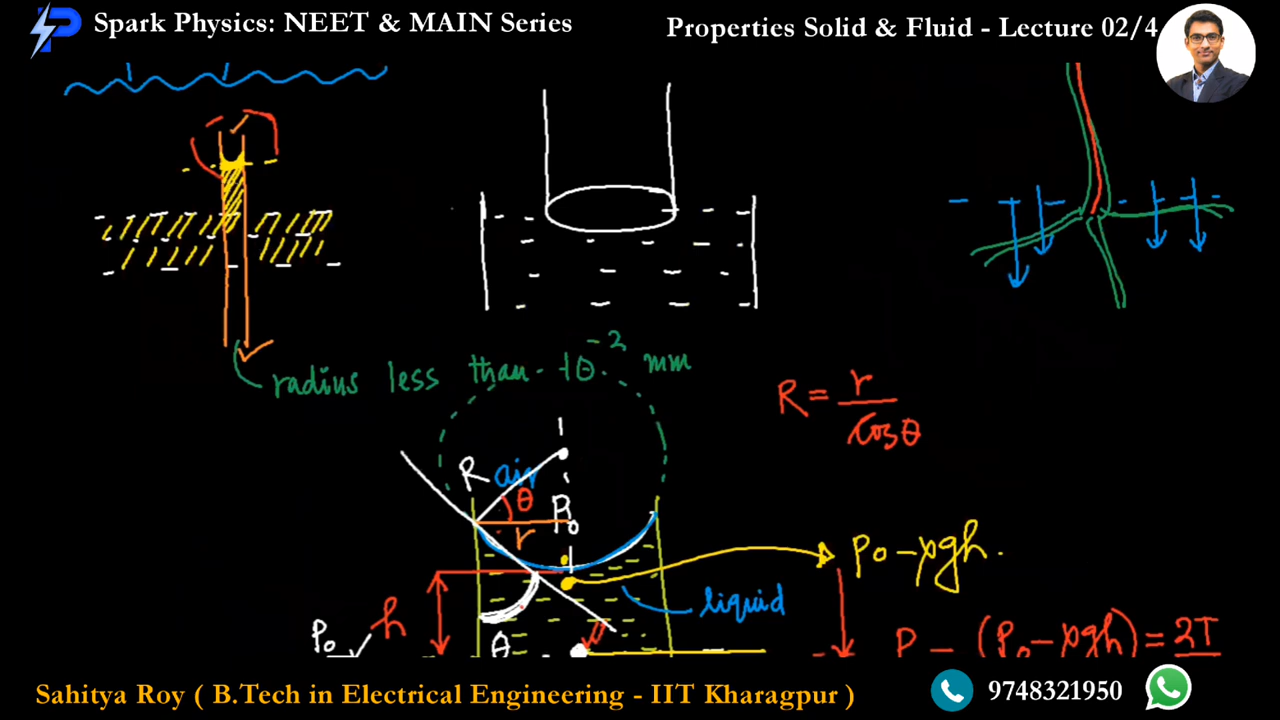 Spark Physics: NEET & MAIN Series
Properties Solid & Fluid - Lecture 02/4
radius less than 10⁻² mm
R = r / Cosθ
R air
θ
P₀
r
P₀ - ρgh.
liquid
P₀
h
θ
P - (P₀ - ρgh) = 2T
Sahitya Roy ( B.Tech in Electrical Engineering - IIT Kharagpur )
9748321950